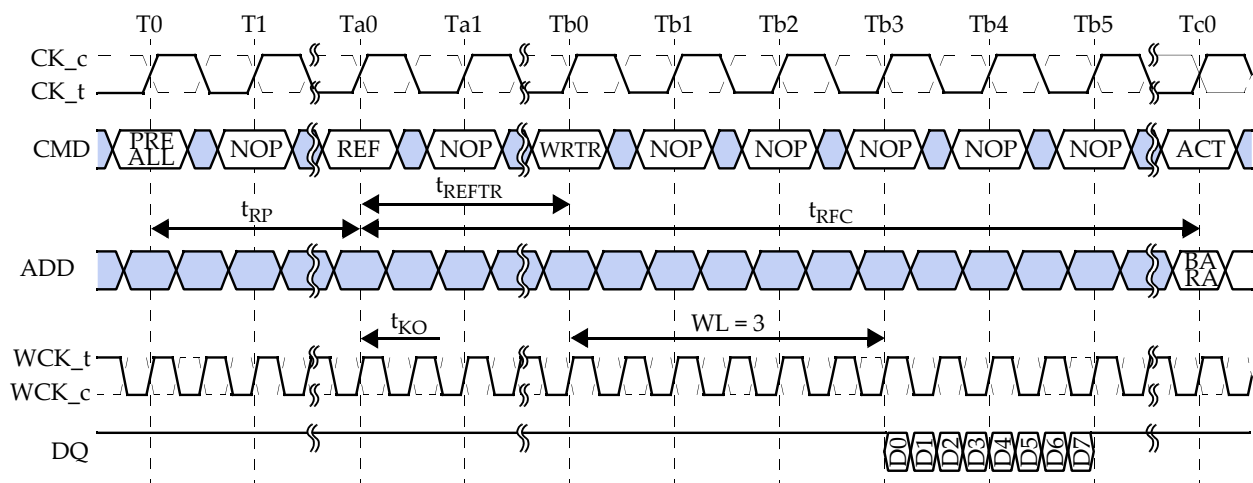 T0 T1 Ta0 Ta1 Tb0 Tb1 Tb2 Tb3 Tb4 Tb5 Tc0
CK_c
CK_t
CMD PRE ALL NOP REF NOP WRTR NOP NOP NOP NOP NOP ACT
tREFTR
tRP tRFC
ADD BA RA
tKO WL = 3
WCK_t
WCK_c
DQ D0 D1 D2 D3 D4 D5 D6 D7